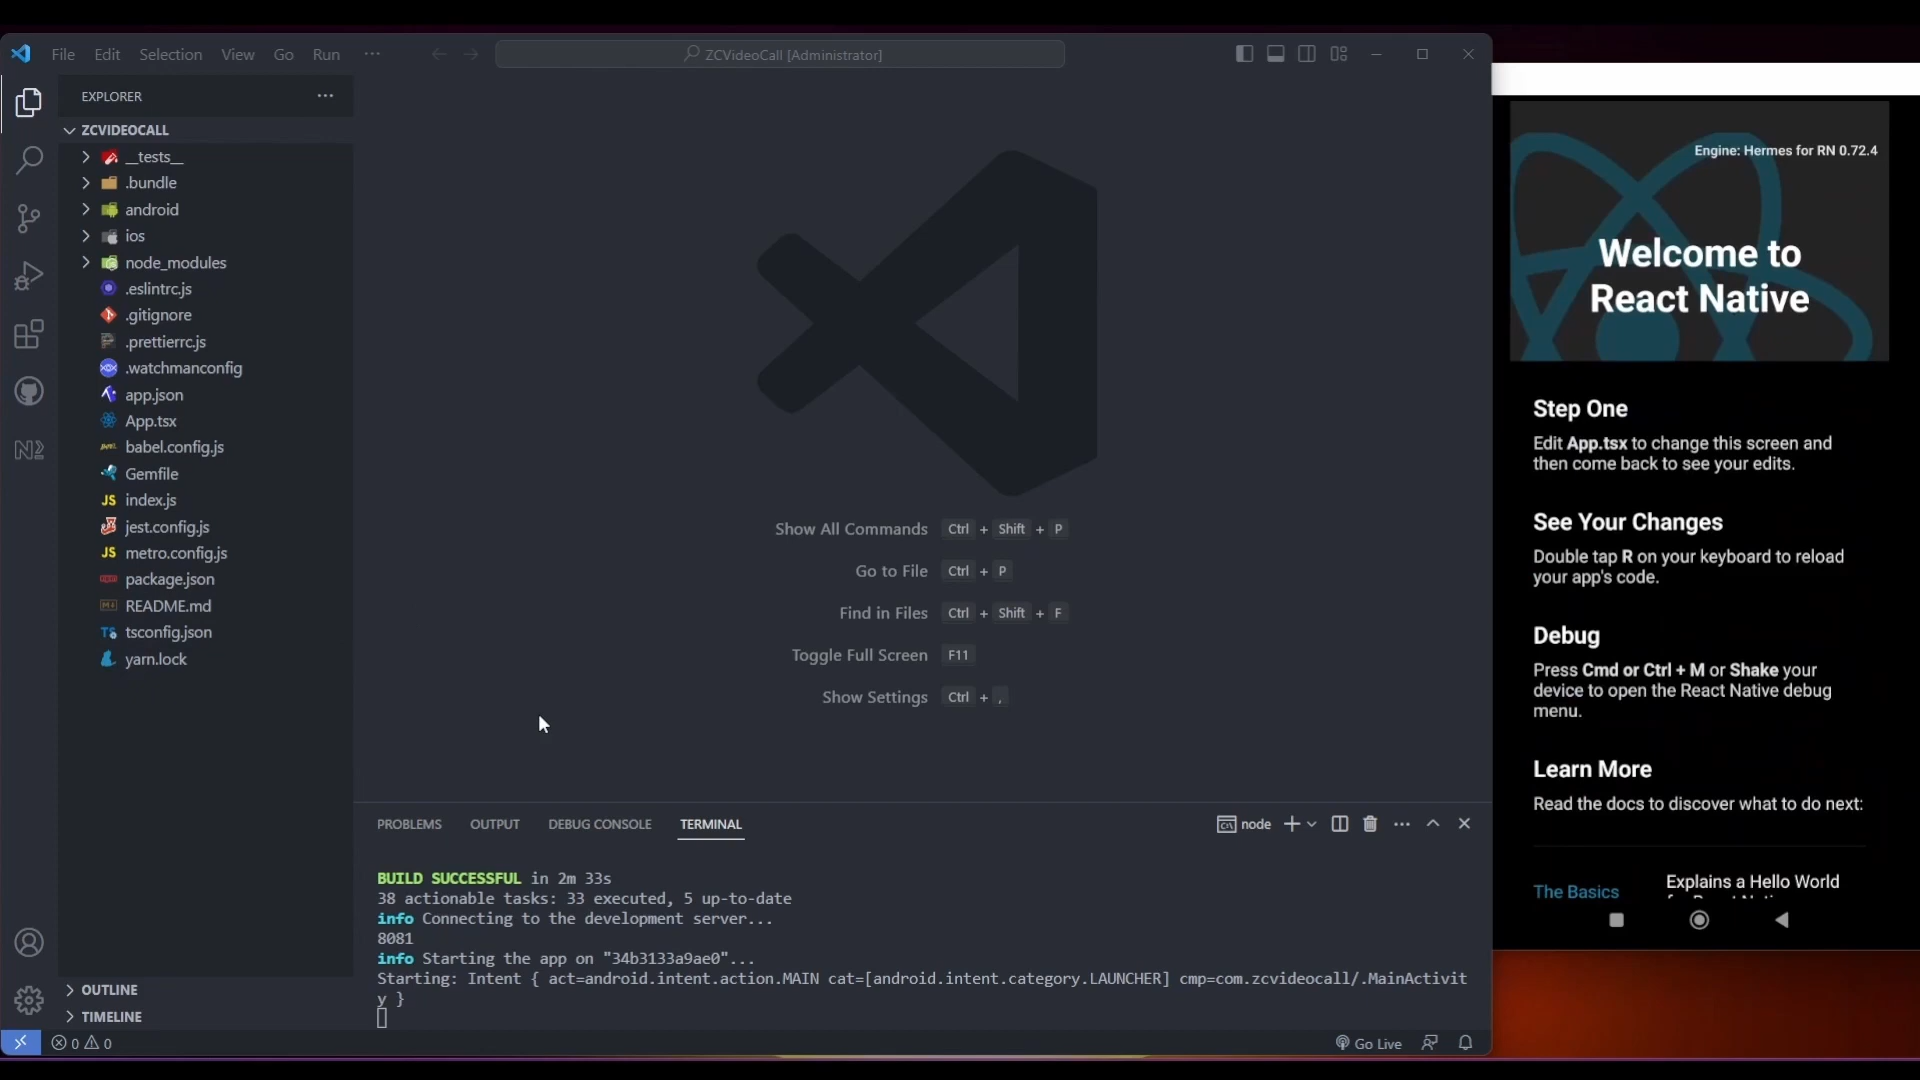 File Edit Selection View Go Run ···
ZCVideoCall [Administrator]
EXPLORER
ZCVIDEOCALL
__tests__
.bundle
android
ios
node_modules
.eslintrc.js
.gitignore
.prettierrc.js
.watchmanconfig
app.json
App.tsx
babel.config.js
Gemfile
JS index.js
jest.config.js
JS metro.config.js
package.json
README.md
TS tsconfig.json
yarn.lock
OUTLINE
TIMELINE
Show All Commands Ctrl + Shift + P
Go to File Ctrl + P
Find in Files Ctrl + Shift + F
Toggle Full Screen F11
Show Settings Ctrl + ,
PROBLEMS OUTPUT DEBUG CONSOLE TERMINAL
node
BUILD SUCCESSFUL in 2m 33s
38 actionable tasks: 33 executed, 5 up-to-date
info Connecting to the development server...
8081
info Starting the app on "34b3133a9ae0"...
Starting: Intent { act=android.intent.action.MAIN cat=[android.intent.category.LAUNCHER] cmp=com.zcvideocall/.MainActivit
y }
0 0
Go Live
Engine: Hermes for RN 0.72.4
Welcome to
React Native
Step One
Edit App.tsx to change this screen and
then come back to see your edits.
See Your Changes
Double tap R on your keyboard to reload
your app's code.
Debug
Press Cmd or Ctrl + M or Shake your
device to open the React Native debug
menu.
Learn More
Read the docs to discover what to do next:
The Basics
Explains a Hello World